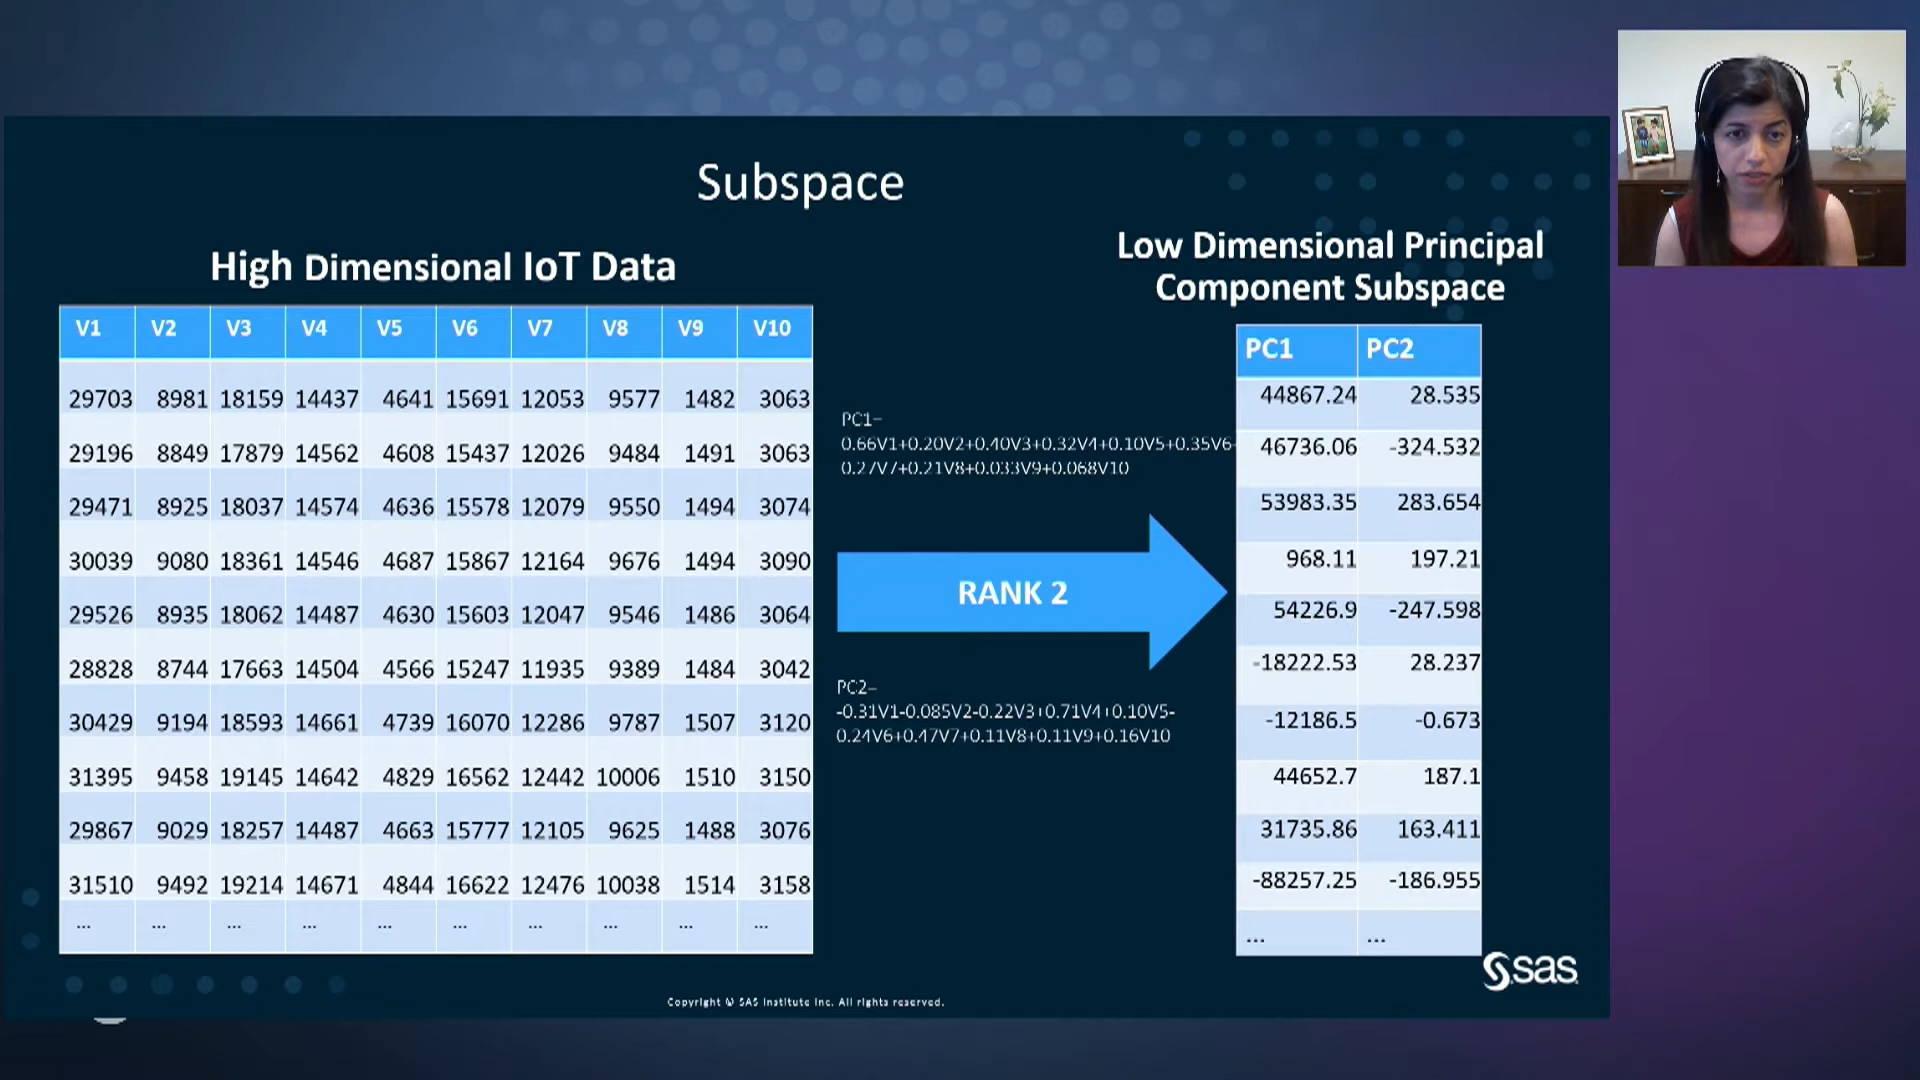 Subspace
High Dimensional IoT Data
V1 V2 V3 V4 V5 V6 V7 V8 V9 V10
29703 8981 18159 14437 4641 15691 12053 9577 1482 3063
29196 8849 17879 14562 4608 15437 12026 9484 1491 3063
29471 8925 18037 14574 4636 15578 12079 9550 1494 3074
30039 9080 18361 14546 4687 15867 12164 9676 1494 3090
29526 8935 18062 14487 4630 15603 12047 9546 1486 3064
28828 8744 17663 14504 4566 15247 11935 9389 1484 3042
30429 9194 18593 14661 4739 16070 12286 9787 1507 3120
31395 9458 19145 14642 4829 16562 12442 10006 1510 3150
29867 9029 18257 14487 4663 15777 12105 9625 1488 3076
31510 9492 19214 14671 4844 16622 12476 10038 1514 3158
... ... ... ... ... ... ... ... ... ...
PC1=
0.66V1+0.20V2+0.40V3+0.32V4+0.10V5+0.35V6+
0.27V7+0.21V8+0.033V9+0.068V10
RANK 2
PC2=
-0.31V1-0.085V2-0.22V3+0.71V4+0.10V5-
0.24V6+0.47V7+0.11V8+0.11V9+0.16V10
Low Dimensional Principal
Component Subspace
PC1 PC2
44867.24 28.535
46736.06 -324.532
53983.35 283.654
968.11 197.21
54226.9 -247.598
-18222.53 28.237
-12186.5 -0.673
44652.7 187.1
31735.86 163.411
-88257.25 -186.955
... ...
sas
Copyright © SAS Institute Inc. All rights reserved.